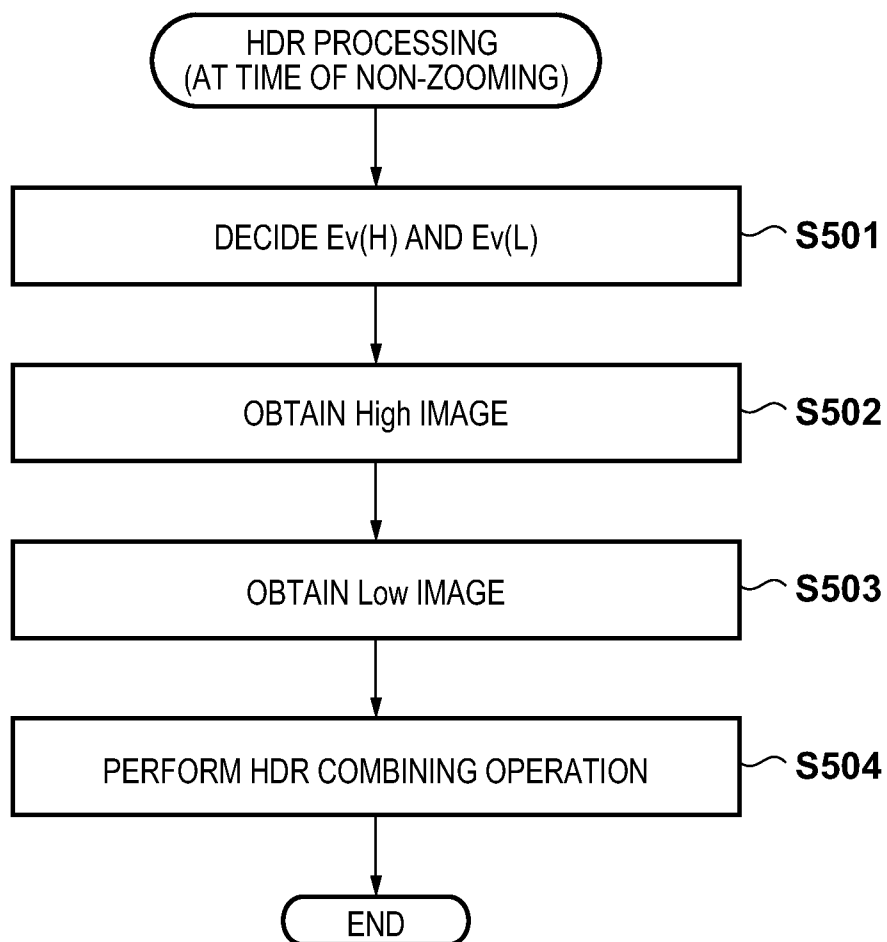 HDR PROCESSING
(AT TIME OF NON-ZOOMING)
DECIDE Ev(H) AND Ev(L)
S501
OBTAIN High IMAGE
S502
OBTAIN Low IMAGE
S503
PERFORM HDR COMBINING OPERATION
S504
END